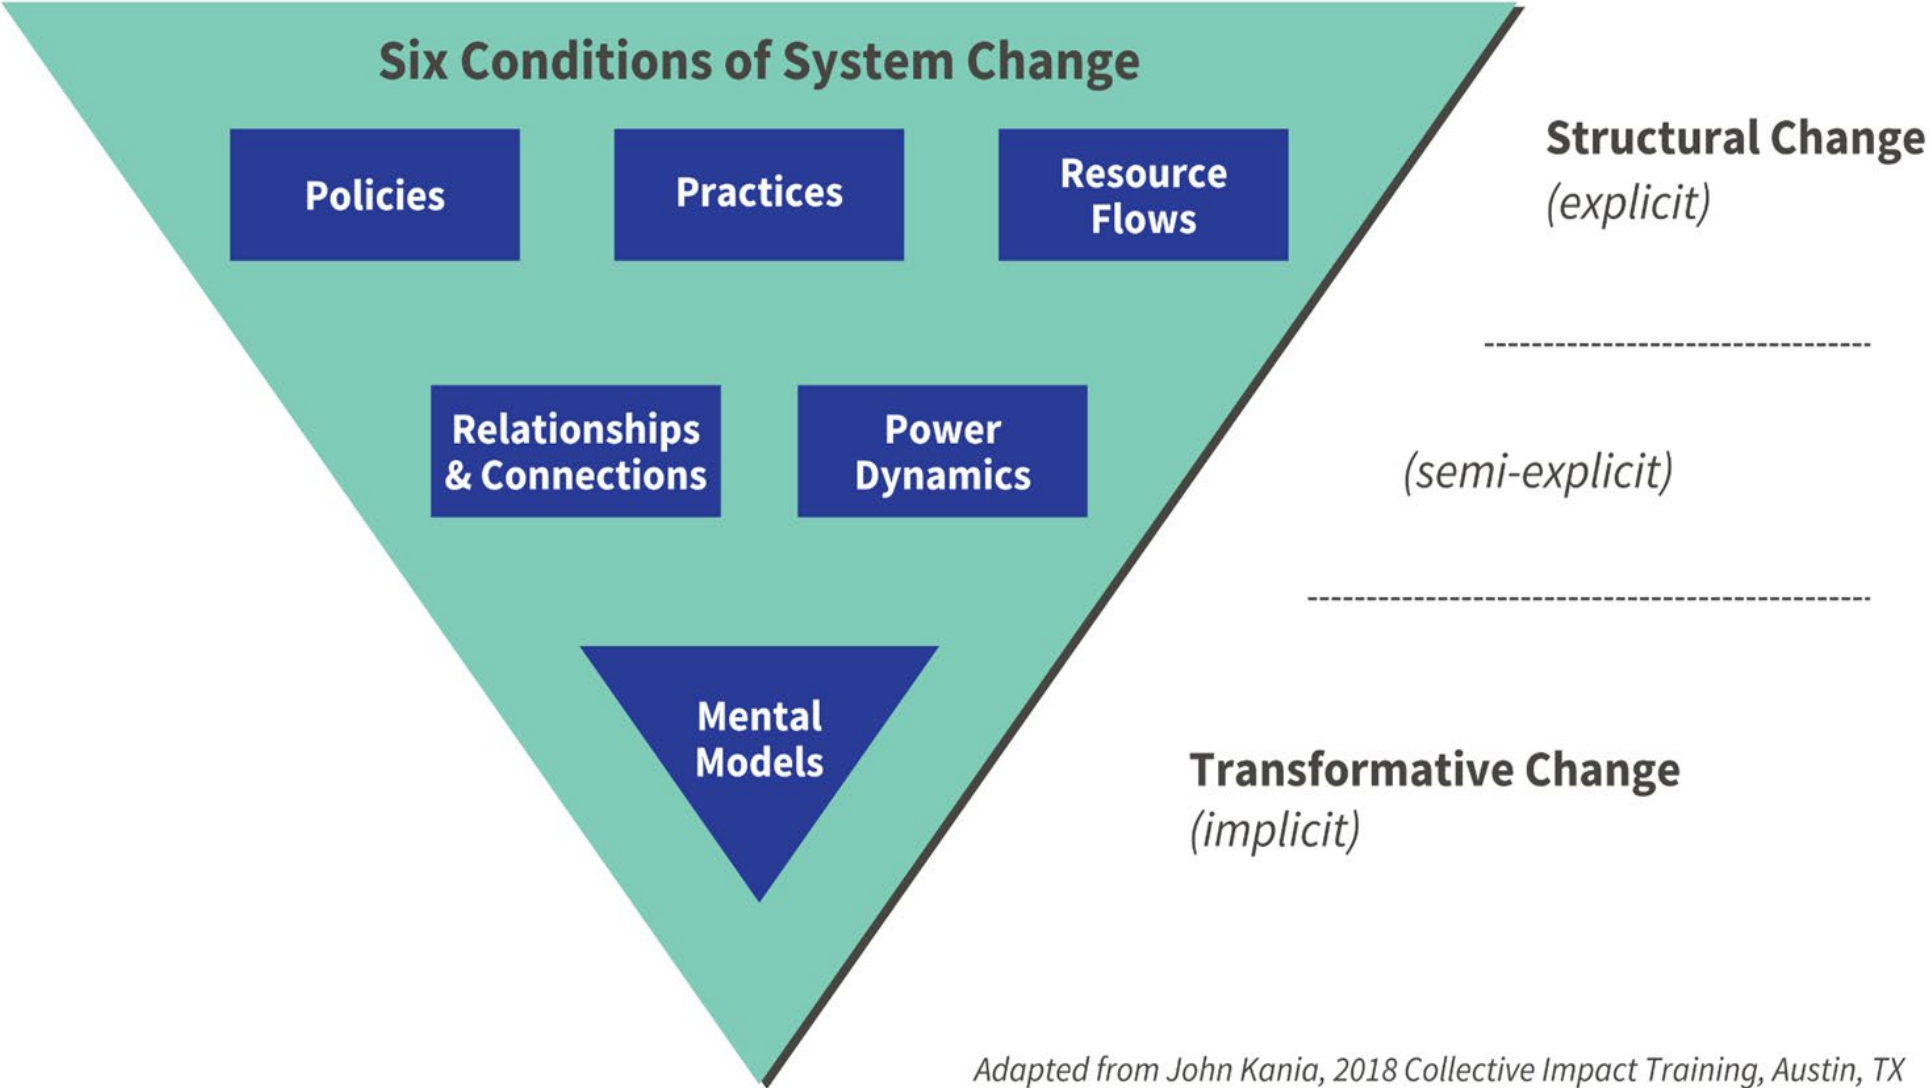 Six Conditions of System Change
Policies
Practices
Resource
Flows
Structural Change
(explicit)
Relationships
& Connections
Power
Dynamics
(semi-explicit)
Mental
Models
Transformative Change
(implicit)
Adapted from John Kania, 2018 Collective Impact Training, Austin, TX